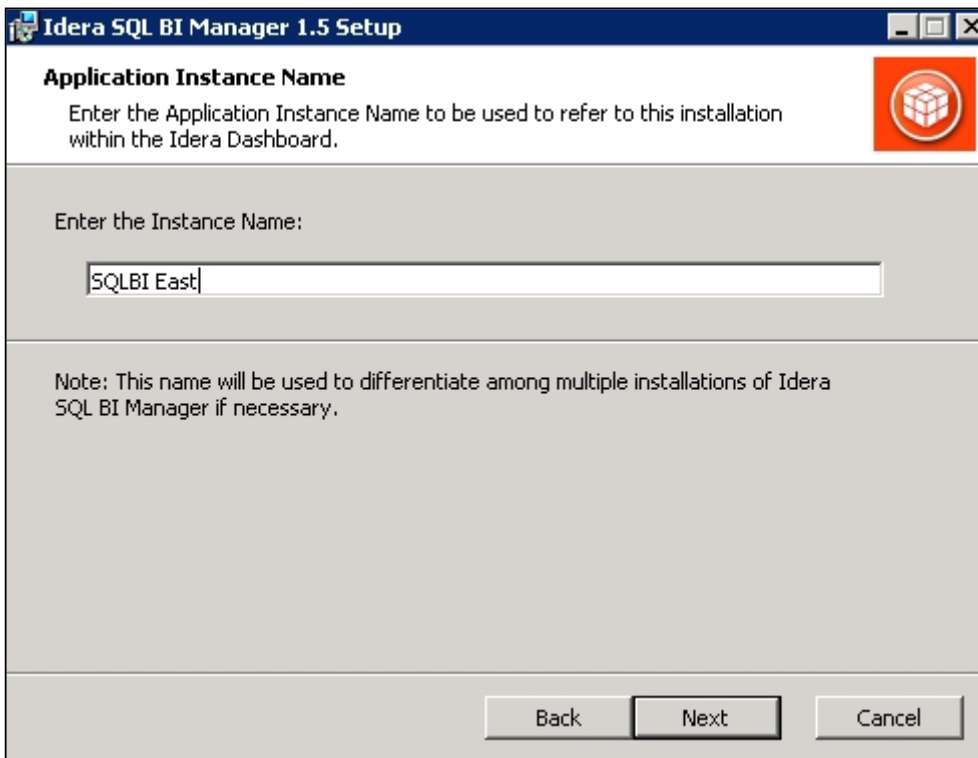 Idera SQL BI Manager 1.5 Setup
Application Instance Name
Enter the Application Instance Name to be used to refer to this installation
within the Idera Dashboard.
Enter the Instance Name:
SQLBI East
Note: This name will be used to differentiate among multiple installations of Idera
SQL BI Manager if necessary.
Back Next Cancel